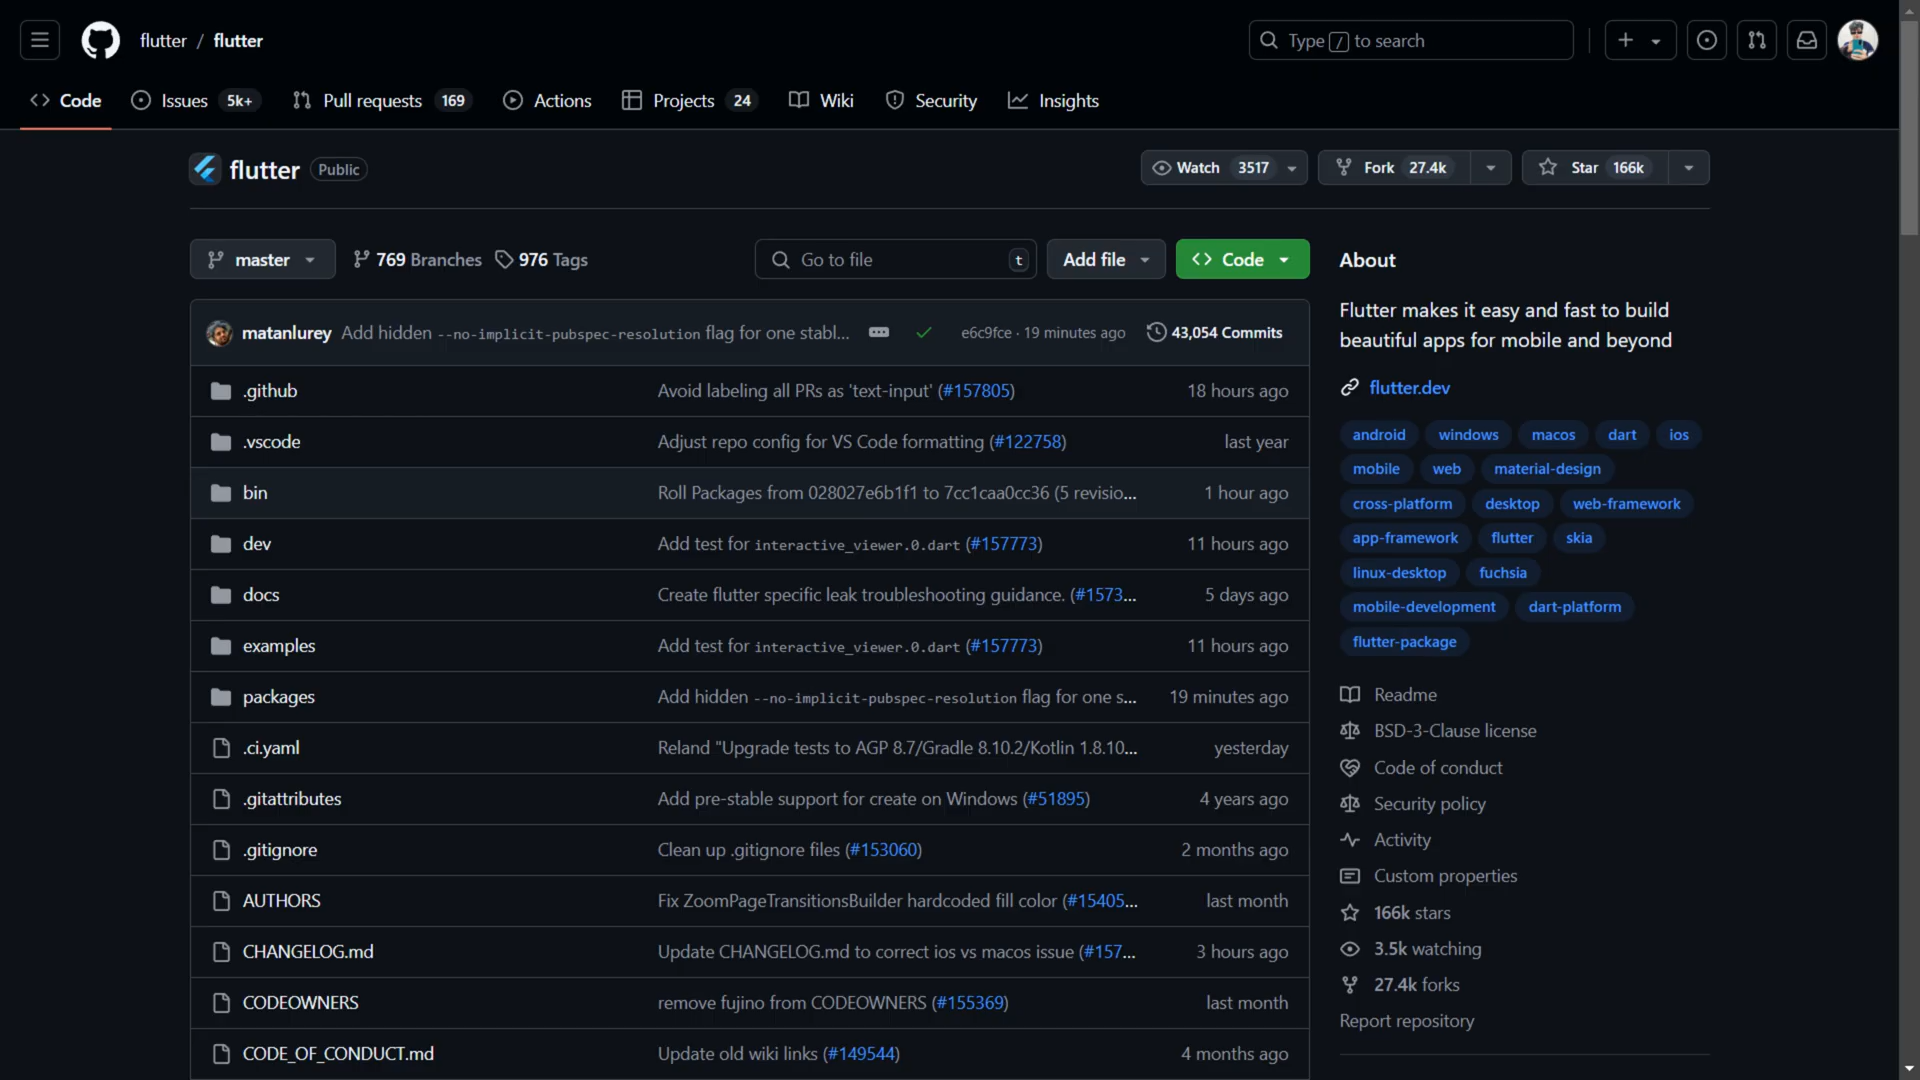 flutter / flutter
Type / to search
Code Issues 5k+ Pull requests 169 Actions Projects 24 Wiki Security Insights
flutter Public
Watch 3517 Fork 27.4k Star 166k
master 769 Branches 976 Tags Go to file t Add file Code
matanlurey Add hidden --no-implicit-pubspec-resolution flag for one stabl... e6c9fce · 19 minutes ago 43,054 Commits
.github Avoid labeling all PRs as 'text-input' (#157805) 18 hours ago
.vscode Adjust repo config for VS Code formatting (#122758) last year
bin Roll Packages from 028027e6b1f1 to 7cc1caa0cc36 (5 revisio... 1 hour ago
dev Add test for interactive_viewer.0.dart (#157773) 11 hours ago
docs Create flutter specific leak troubleshooting guidance. (#1573... 5 days ago
examples Add test for interactive_viewer.0.dart (#157773) 11 hours ago
packages Add hidden --no-implicit-pubspec-resolution flag for one s... 19 minutes ago
.ci.yaml Reland "Upgrade tests to AGP 8.7/Gradle 8.10.2/Kotlin 1.8.10... yesterday
.gitattributes Add pre-stable support for create on Windows (#51895) 4 years ago
.gitignore Clean up .gitignore files (#153060) 2 months ago
AUTHORS Fix ZoomPageTransitionsBuilder hardcoded fill color (#15405... last month
CHANGELOG.md Update CHANGELOG.md to correct ios vs macos issue (#157... 3 hours ago
CODEOWNERS remove fujino from CODEOWNERS (#155369) last month
CODE_OF_CONDUCT.md Update old wiki links (#149544) 4 months ago
About
Flutter makes it easy and fast to build
beautiful apps for mobile and beyond
flutter.dev
android windows macos dart ios
mobile web material-design
cross-platform desktop web-framework
app-framework flutter skia
linux-desktop fuchsia
mobile-development dart-platform
flutter-package
Readme
BSD-3-Clause license
Code of conduct
Security policy
Activity
Custom properties
166k stars
3.5k watching
27.4k forks
Report repository